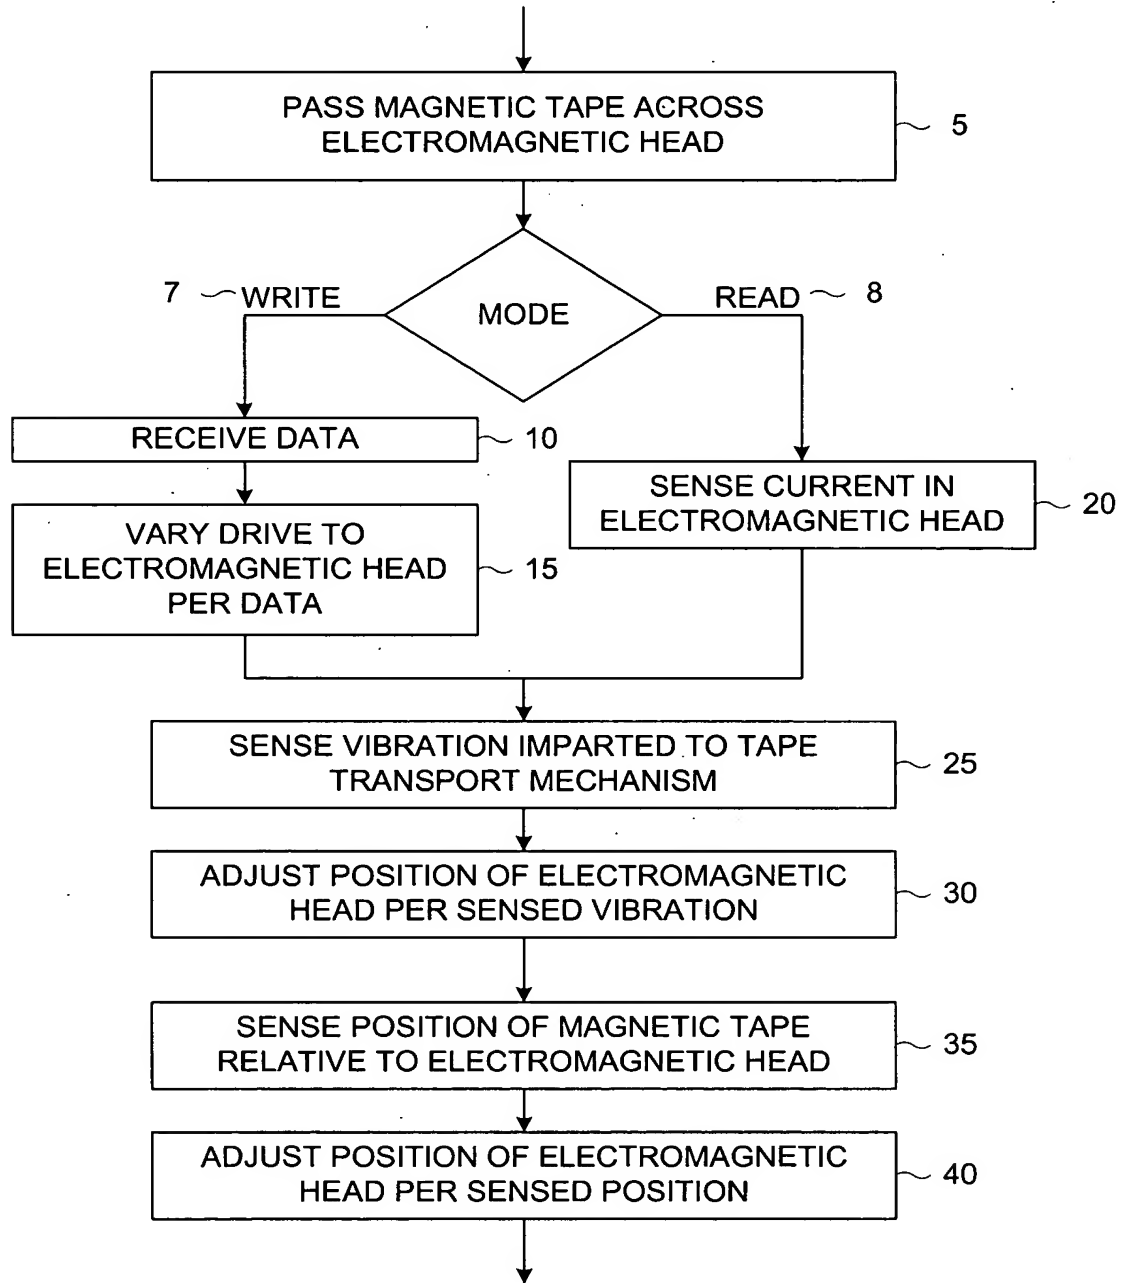 PASS MAGNETIC TAPE ACROSS
ELECTROMAGNETIC HEAD
5
7
WRITE
MODE
READ
8
RECEIVE DATA
10
VARY DRIVE TO
ELECTROMAGNETIC HEAD
PER DATA
15
SENSE CURRENT IN
ELECTROMAGNETIC HEAD
20
SENSE VIBRATION IMPARTED TO TAPE
TRANSPORT MECHANISM
25
ADJUST POSITION OF ELECTROMAGNETIC
HEAD PER SENSED VIBRATION
30
SENSE POSITION OF MAGNETIC TAPE
RELATIVE TO ELECTROMAGNETIC HEAD
35
ADJUST POSITION OF ELECTROMAGNETIC
HEAD PER SENSED POSITION
40